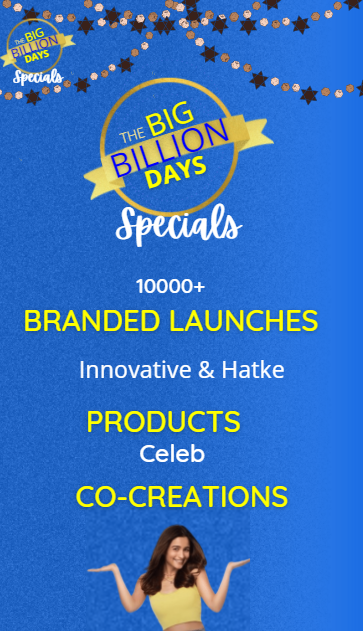 THE BIG
BILLION
DAYS
Specials
THE BIG
BILLION
DAYS
Specials
10000+
BRANDED LAUNCHES
Innovative & Hatke
PRODUCTS
Celeb
CO-CREATIONS